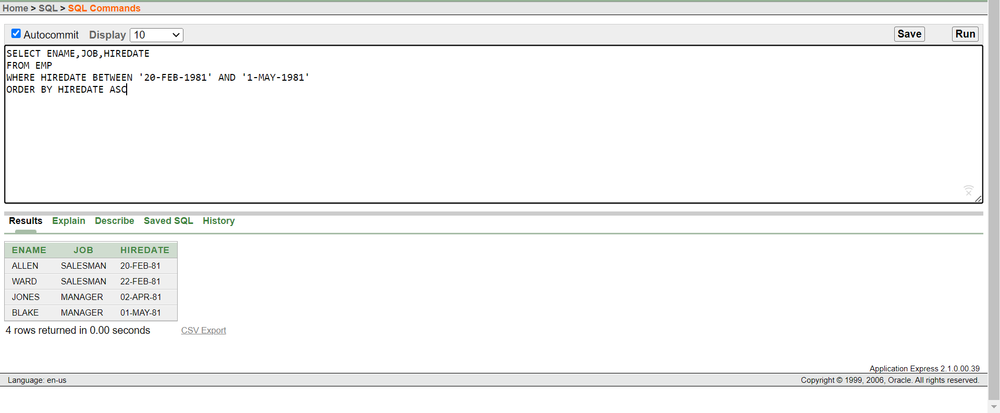 Home > SQL > SQL Commands
Autocommit Display 10 Save Run
SELECT ENAME,JOB,HIREDATE
FROM EMP
WHERE HIREDATE BETWEEN '20-FEB-1981' AND '1-MAY-1981'
ORDER BY HIREDATE ASC
Results Explain Describe Saved SQL History
ENAME JOB HIREDATE
ALLEN SALESMAN 20-FEB-81
WARD SALESMAN 22-FEB-81
JONES MANAGER 02-APR-81
BLAKE MANAGER 01-MAY-81
4 rows returned in 0.00 seconds CSV Export
Application Express 2.1.0.00.39
Language: en-us Copyright © 1999, 2006, Oracle. All rights reserved.